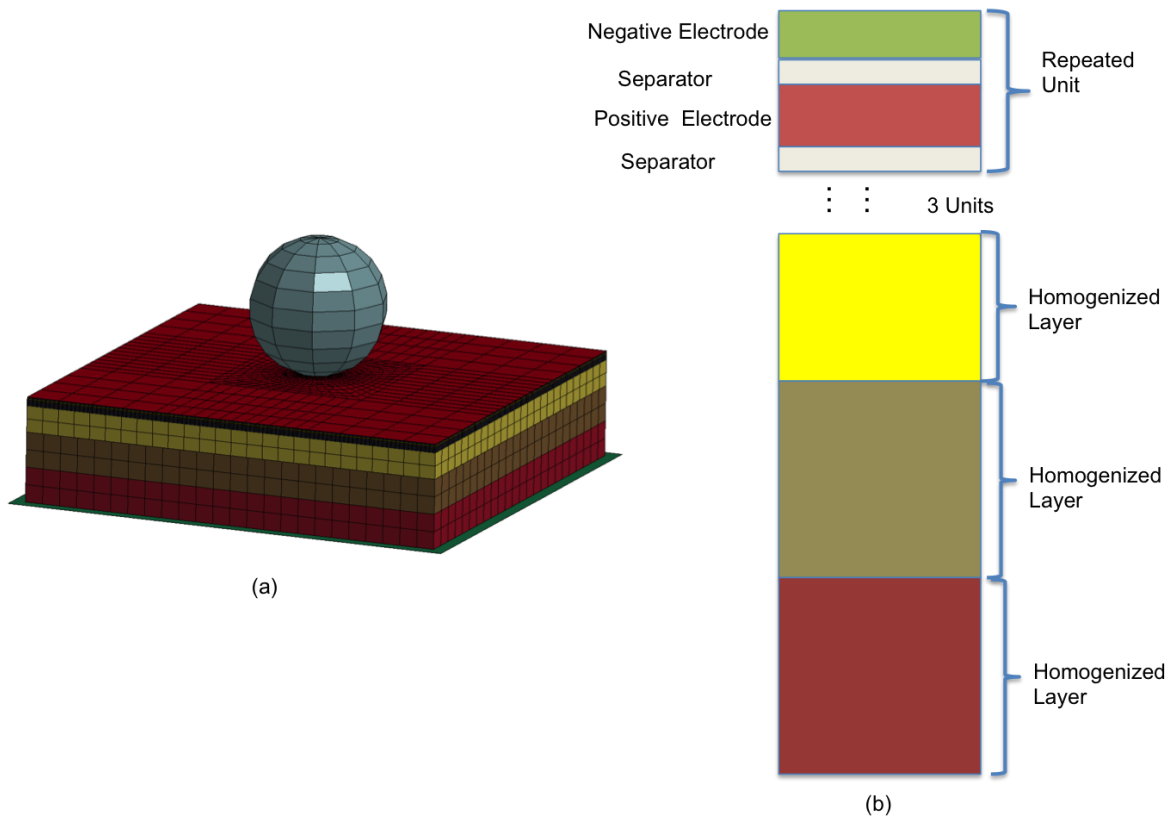 Negative Electrode
Separator
Positive Electrode
Separator
Repeated
Unit
3 Units
Homogenized
Layer
Homogenized
Layer
Homogenized
Layer
(a)
(b)